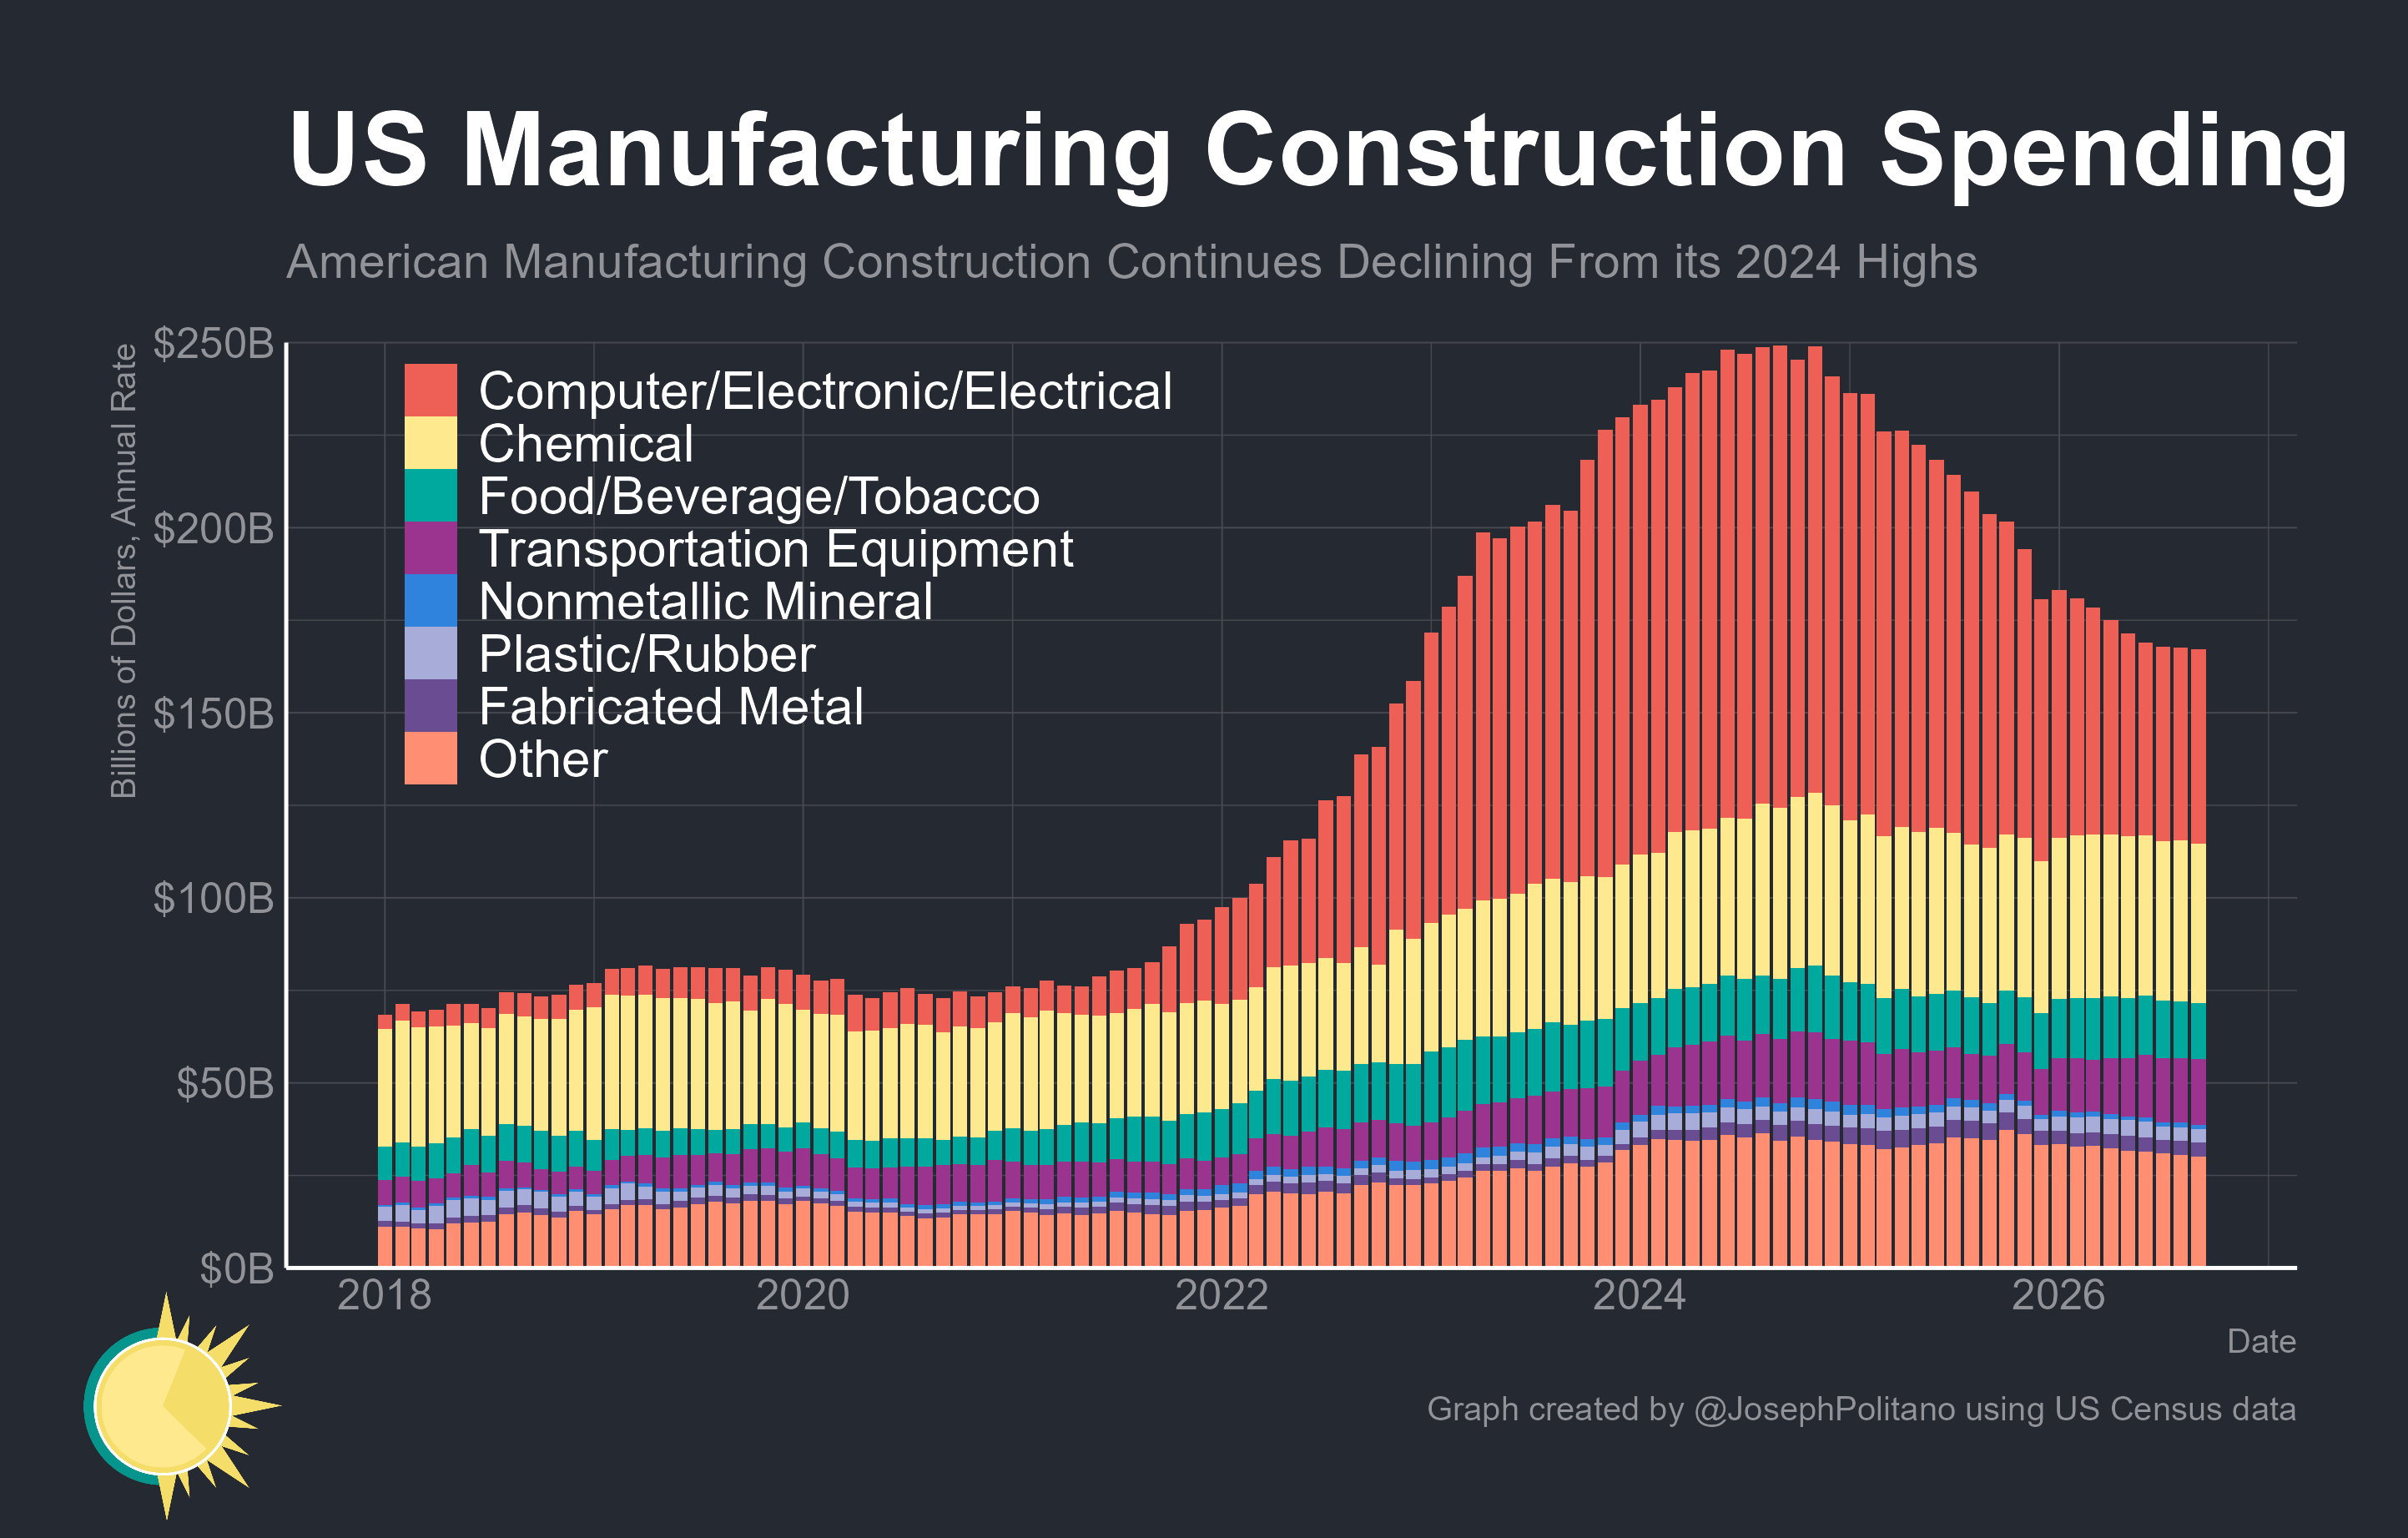 US Manufacturing Construction Spending
American Manufacturing Construction Continues Declining From its 2024 Highs
Billions of Dollars, Annual Rate
$250B
$200B
$150B
$100B
$50B
$0B
Computer/Electronic/Electrical
Chemical
Food/Beverage/Tobacco
Transportation Equipment
Nonmetallic Mineral
Plastic/Rubber
Fabricated Metal
Other
2018 2020 2022 2024 2026
Date
Graph created by @JosephPolitano using US Census data